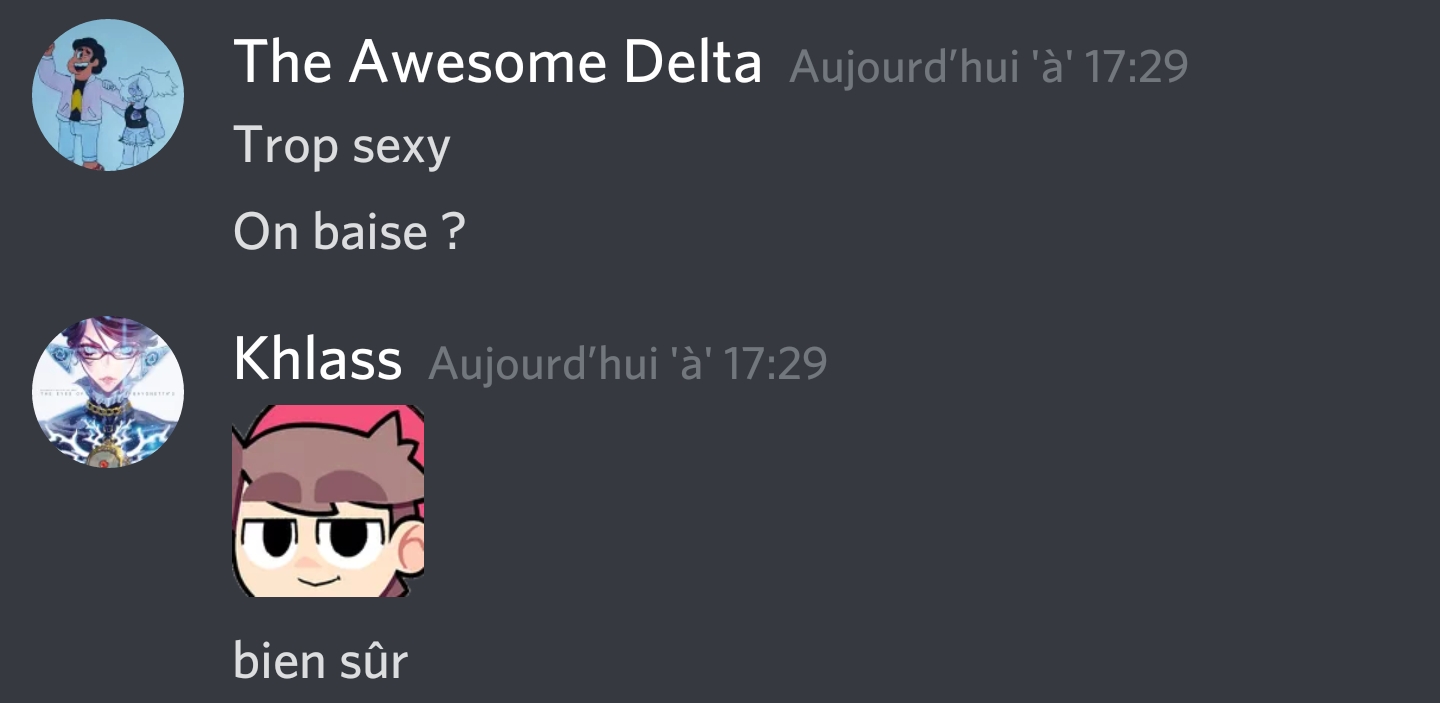 The Awesome Delta Aujourd’hui 'à' 17:29
Trop sexy
On baise ?
Khlass Aujourd’hui 'à' 17:29
bien sûr